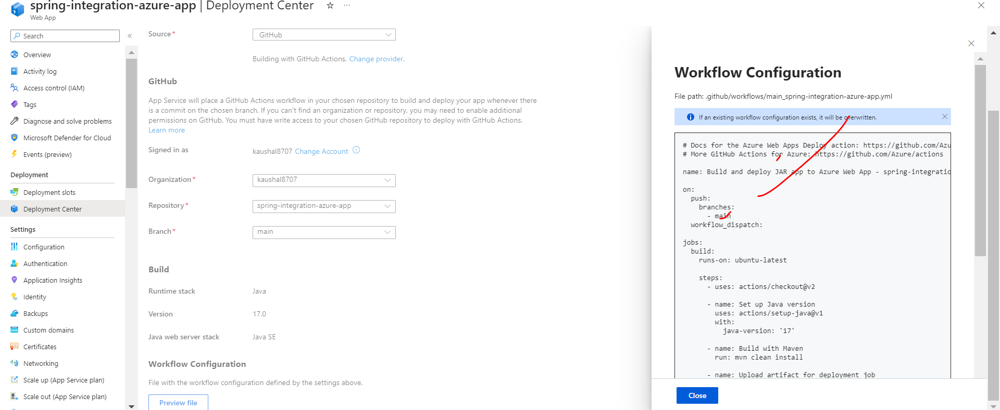 spring-integration-azure-app | Deployment Center
Web App
Search
Overview
Activity log
Access control (IAM)
Tags
Diagnose and solve problems
Microsoft Defender for Cloud
Events (preview)
Deployment
Deployment slots
Deployment Center
Settings
Configuration
Authentication
Application Insights
Identity
Backups
Custom domains
Certificates
Networking
Scale up (App Service plan)
Scale out (App Service plan)
Source*
GitHub
Building with GitHub Actions. Change provider.
GitHub
App Service will place a GitHub Actions workflow in your chosen repository to build and deploy your app whenever there
is a commit on the chosen branch. If you can't find an organization or repository, you may need to enable additional
permissions on GitHub. You must have write access to your chosen GitHub repository to deploy with GitHub Actions.
Learn more
Signed in as
kaushal8707 Change Account
Organization*
kaushal8707
Repository*
spring-integration-azure-app
Branch*
main
Build
Runtime stack
Java
Version
17.0
Java web server stack
Java SE
Workflow Configuration
File with the workflow configuration defined by the settings above.
Preview file
Workflow Configuration
File path: .github/workflows/main_spring-integration-azure-app.yml
If an existing workflow configuration exists, it will be overwritten.
# Docs for the Azure Web Apps Deploy action: https://github.com/Azu
# More GitHub Actions for Azure: https://github.com/Azure/actions
name: Build and deploy JAR app to Azure Web App - spring-integratio
on:
push:
branches:
- main
workflow_dispatch:
jobs:
build:
runs-on: ubuntu-latest
steps:
- uses: actions/checkout@v2
- name: Set up Java version
uses: actions/setup-java@v1
with:
java-version: '17'
- name: Build with Maven
run: mvn clean install
- name: Upload artifact for deployment job
Close